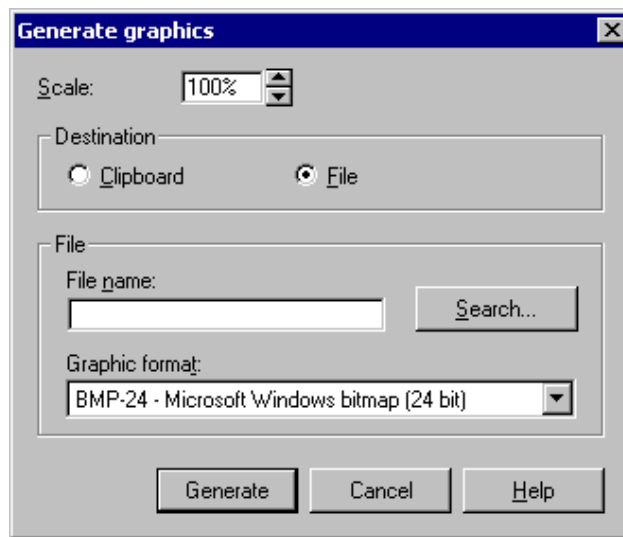 Generate graphics
Scale: 100%
Destination
Clipboard File
File
File name:
Search...
Graphic format:
BMP-24 - Microsoft Windows bitmap (24 bit)
Generate Cancel Help